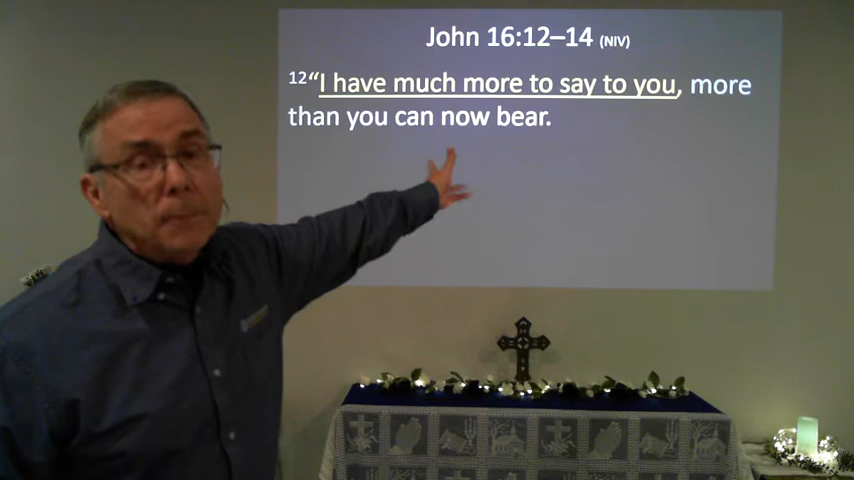 John 16:12–14 (NIV)
12“I have much more to say to you, more
than you can now bear.